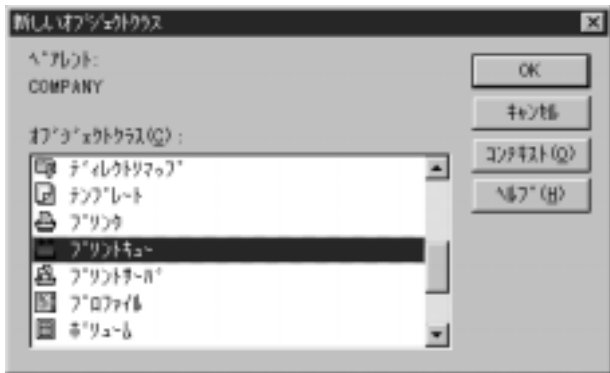 新しいｵﾌﾞｼﾞｪｸﾄｸﾗｽ
ﾍﾟｱﾚﾝﾄ:
COMPANY
ｵﾌﾞｼﾞｪｸﾄｸﾗｽ(C):
ﾃﾞｨﾚｸﾄﾘﾏｯﾌﾟ
ﾃﾝﾌﾟﾚｰﾄ
ﾌﾟﾘﾝﾀ
ﾌﾟﾘﾝﾄｷｭｰ
ﾌﾟﾘﾝﾄｻｰﾊﾞ
ﾌﾟﾛﾌｧｲﾙ
ﾎﾞﾘｭｰﾑ
OK
ｷｬﾝｾﾙ
ｺﾝﾃｷｽﾄ(O)
ﾍﾙﾌﾟ(H)